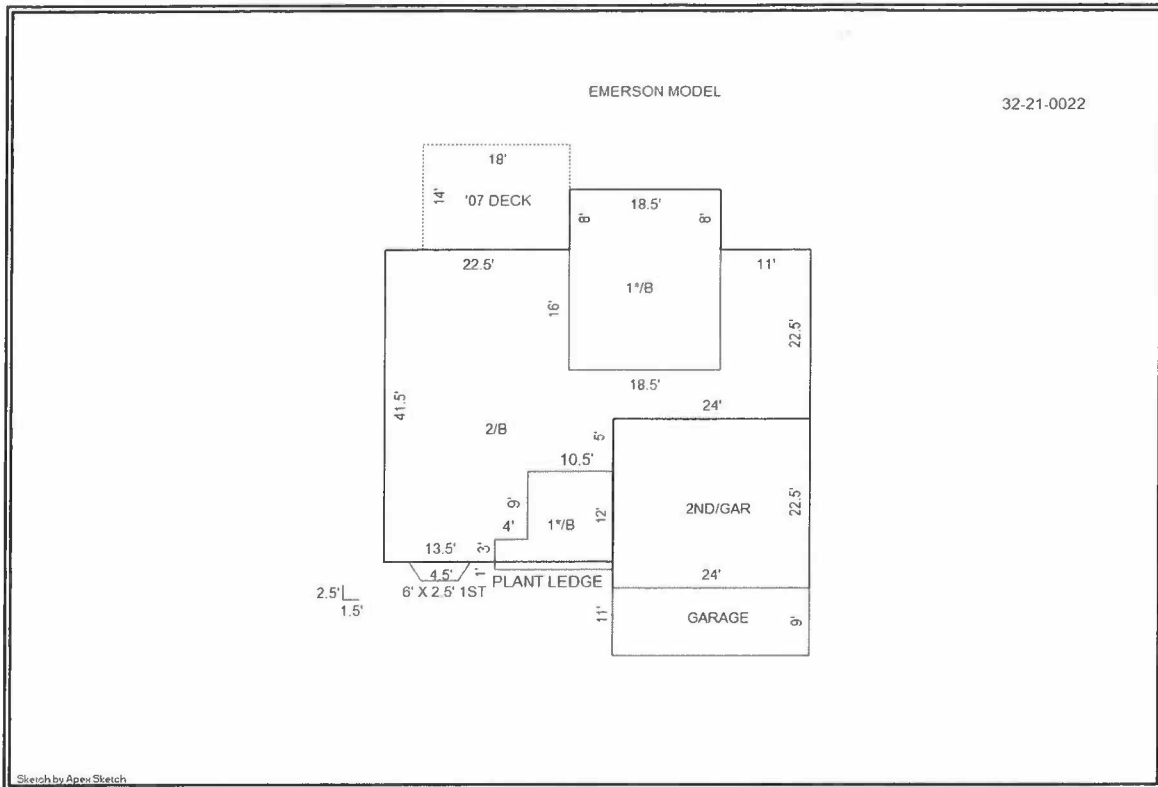 EMERSON MODEL
32-21-0022
18'
14'
'07 DECK
18.5'
8'
8'
22.5'
11'
1*/B
16'
22.5'
18.5'
41.5'
24'
2/B
5'
10.5'
9'
2ND/GAR
22.5'
12'
1*/B
4'
3'
13.5'
4.5'
1'
PLANT LEDGE
24'
6' X 2.5' 1ST
2.5'
1.5'
11'
GARAGE
9'
Sketch by Apex Sketch